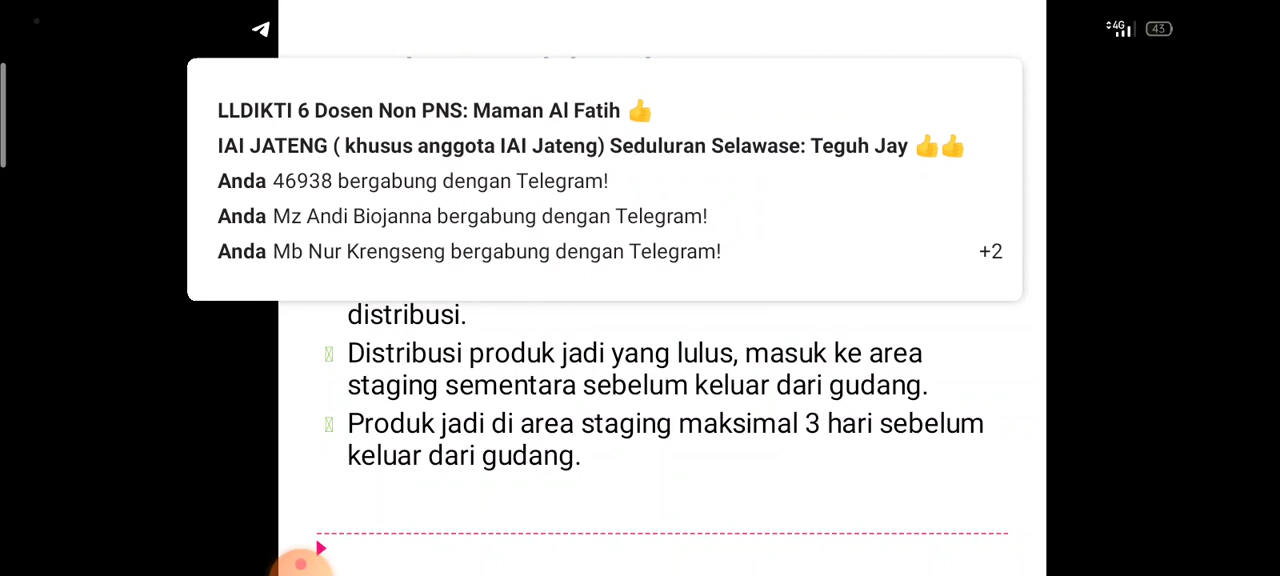 4G
43
LLDIKTI 6 Dosen Non PNS: Maman Al Fatih 👍
IAI JATENG ( khusus anggota IAI Jateng) Seduluran Selawase: Teguh Jay 👍👍
Anda 46938 bergabung dengan Telegram!
Anda Mz Andi Biojanna bergabung dengan Telegram!
Anda Mb Nur Krengseng bergabung dengan Telegram! +2
distribusi.
Distribusi produk jadi yang lulus, masuk ke area
staging sementara sebelum keluar dari gudang.
Produk jadi di area staging maksimal 3 hari sebelum
keluar dari gudang.